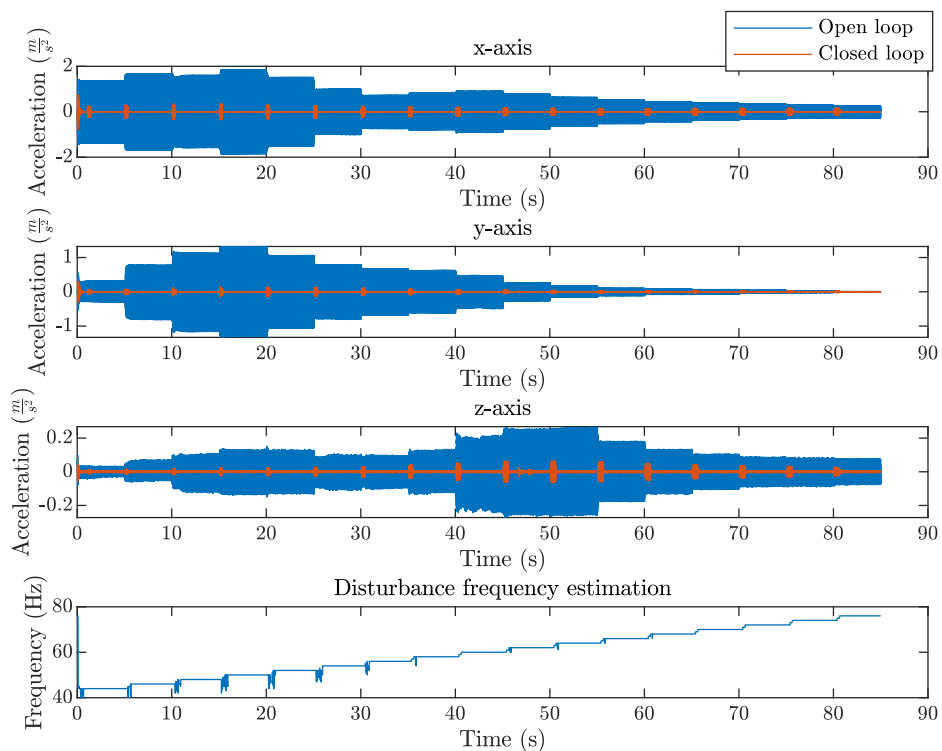 Open loop
Closed loop
x-axis
Acceleration (m/s²)
2
0
-2
0 10 20 30 40 50 60 70 80 90
Time (s)
y-axis
Acceleration (m/s²)
1
0
-1
0 10 20 30 40 50 60 70 80 90
Time (s)
z-axis
Acceleration (m/s²)
0.2
0
-0.2
0 10 20 30 40 50 60 70 80 90
Time (s)
Disturbance frequency estimation
Frequency (Hz)
80
60
40
0 10 20 30 40 50 60 70 80 90
Time (s)